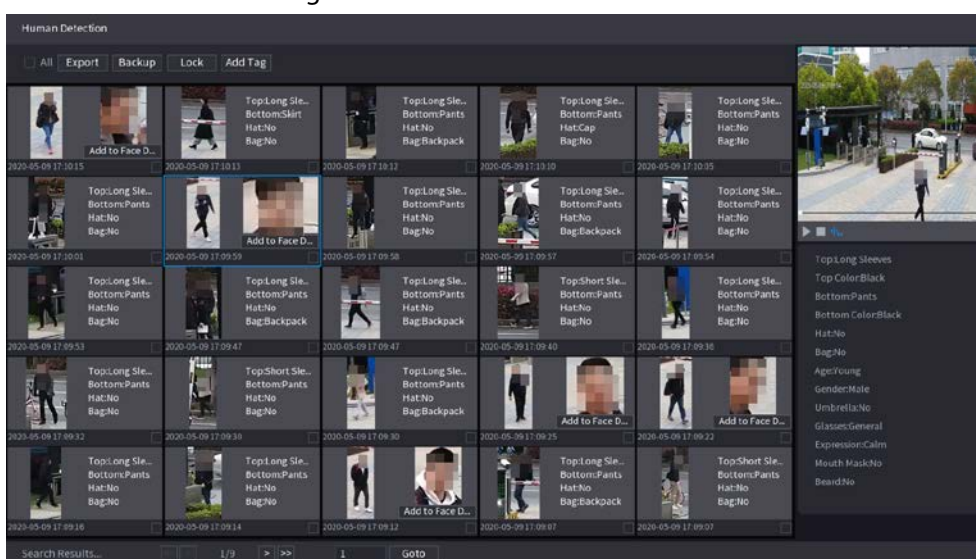 Human Detection
All Export Backup Lock Add Tag
Add to Face D...
2020-05-09 17:10:15
Top:Long Sle...
Bottom:Skirt
Hat:No
Bag:No
2020-05-09 17:10:13
Top:Long Sle...
Bottom:Pants
Hat:No
Bag:Backpack
2020-05-09 17:10:12
Top:Long Sle...
Bottom:Pants
Hat:Cap
Bag:No
2020-05-09 17:10:10
Top:Long Sle...
Bottom:Pants
Hat:No
Bag:No
2020-05-09 17:10:05
Top:Long Sle...
Bottom:Pants
Hat:No
Bag:No
2020-05-09 17:10:01
Add to Face D...
2020-05-09 17:09:59
Top:Long Sle...
Bottom:Pants
Hat:No
Bag:No
2020-05-09 17:09:58
Top:Long Sle...
Bottom:Pants
Hat:No
Bag:Backpack
2020-05-09 17:09:57
Top:Long Sle...
Bottom:Pants
Hat:No
Bag:No
2020-05-09 17:09:54
Top:Long Sle...
Bottom:Pants
Hat:No
Bag:No
2020-05-09 17:09:53
Top:Long Sle...
Bottom:Pants
Hat:No
Bag:Backpack
2020-05-09 17:09:47
Top:Long Sle...
Bottom:Pants
Hat:No
Bag:Backpack
2020-05-09 17:09:47
Top:Short Sle...
Bottom:Pants
Hat:No
Bag:No
2020-05-09 17:09:40
Top:Long Sle...
Bottom:Pants
Hat:No
Bag:No
2020-05-09 17:09:36
Top:Long Sle...
Bottom:Pants
Hat:No
Bag:No
2020-05-09 17:09:32
Top:Short Sle...
Bottom:Pants
Hat:No
Bag:No
2020-05-09 17:09:30
Top:Long Sle...
Bottom:Pants
Hat:No
Bag:Backpack
2020-05-09 17:09:30
Add to Face D...
2020-05-09 17:09:25
Add to Face D...
2020-05-09 17:09:22
Top:Long Sle...
Bottom:Pants
Hat:No
Bag:No
2020-05-09 17:09:16
Top:Long Sle...
Bottom:Pants
Hat:No
Bag:No
2020-05-09 17:09:14
Add to Face D...
2020-05-09 17:09:12
Top:Long Sle...
Bottom:Pants
Hat:No
Bag:Backpack
2020-05-09 17:09:07
Top:Short Sle...
Bottom:Pants
Hat:No
Bag:No
2020-05-09 17:09:07
Top:Long Sleeves
Top Color:Black
Bottom:Pants
Bottom Color:Black
Hat:No
Bag:No
Age:Young
Gender:Male
Umbrella:No
Glasses:General
Expression:Calm
Mouth Mask:No
Beard:No
Search Results... 1/9 > >> 1 Goto